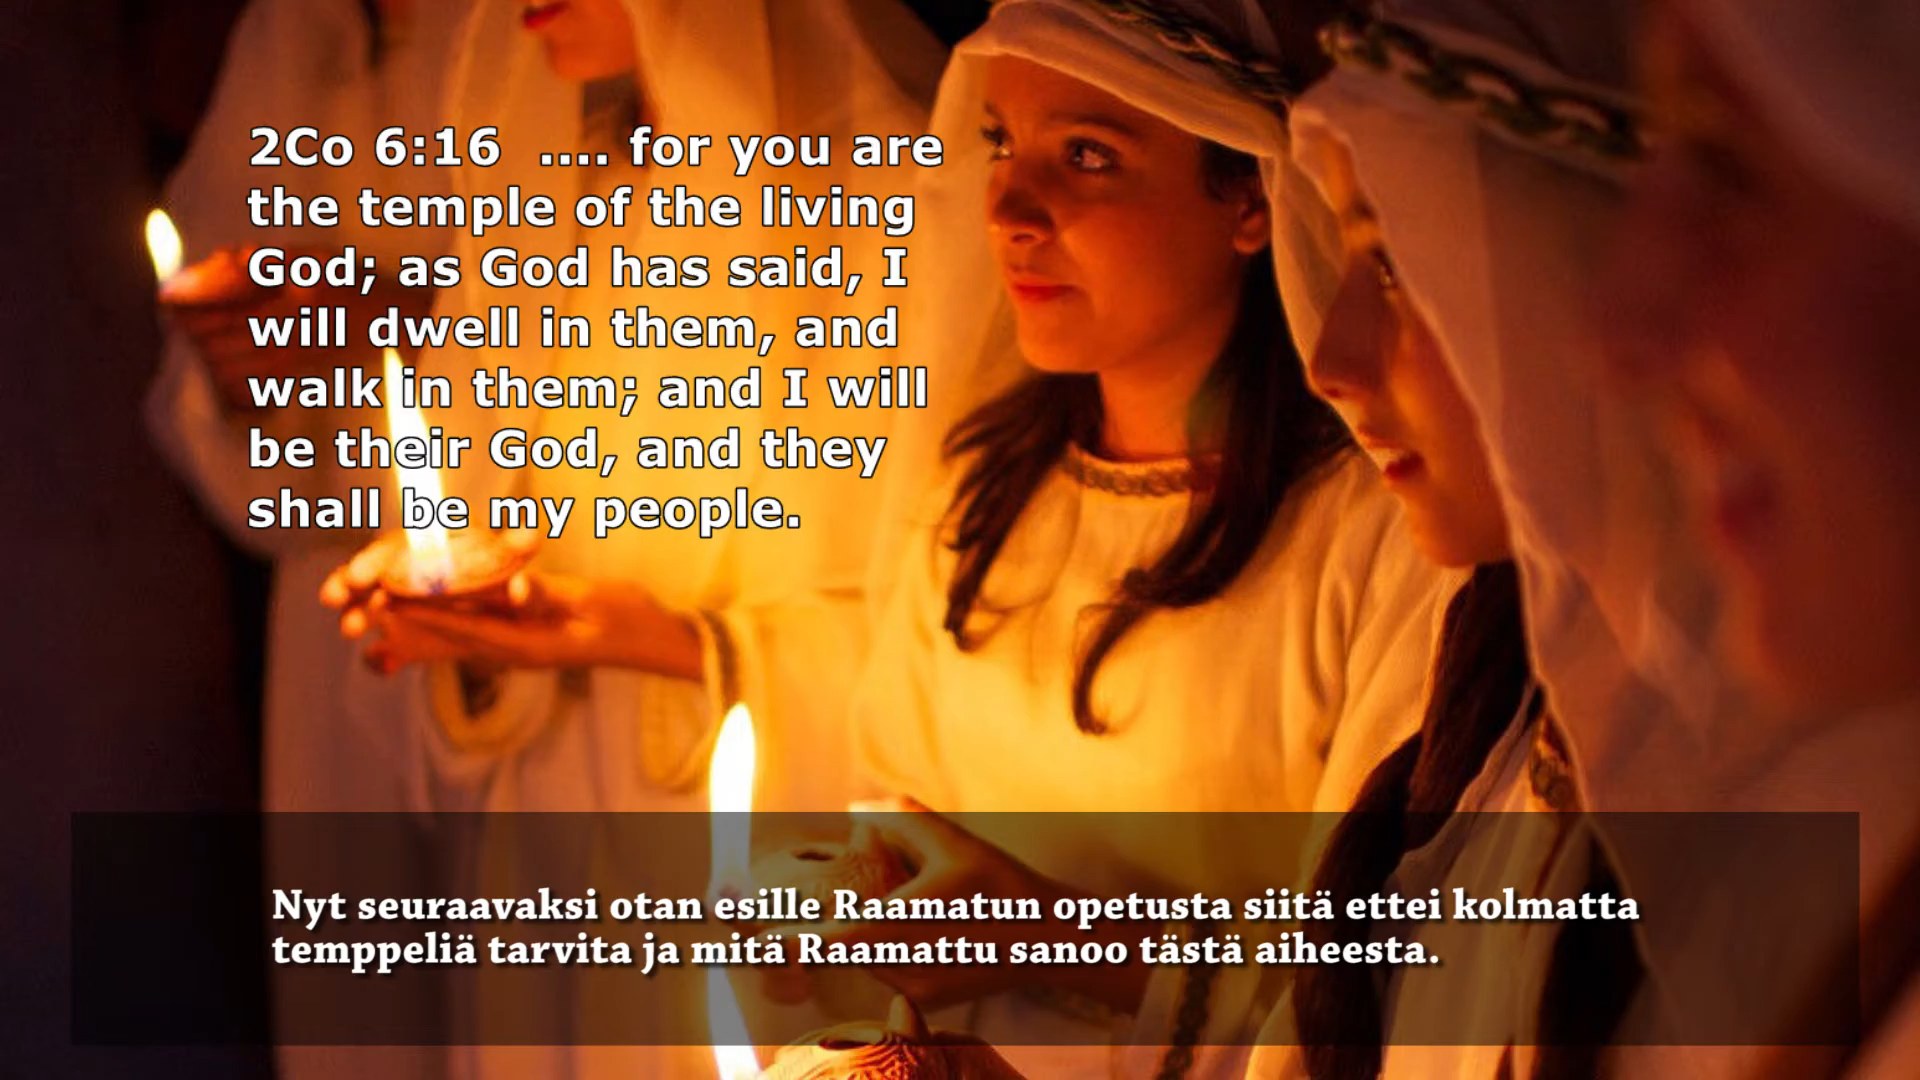 2Co 6:16  .... for you are
the temple of the living
God; as God has said, I
will dwell in them, and
walk in them; and I will
be their God, and they
shall be my people.
Nyt seuraavaksi otan esille Raamatun opetusta siitä ettei kolmatta
temppeliä tarvita ja mitä Raamattu sanoo tästä aiheesta.